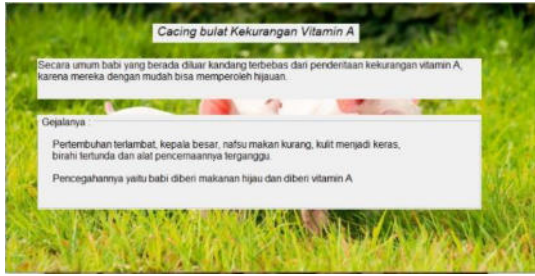 Cacing bulat Kekurangan Vitamin A
Secara umum babi yang berada diluar kandang terbebas dari penderitaan kekurangan vitamin A,
karena mereka dengan mudah bisa memperoleh hijauan.
Gejalanya :
Pertembuhan terlambat, kepala besar, nafsu makan kurang, kulit menjadi keras,
birahi tertunda dan alat pencernaannya terganggu.
Pencegahannya yaitu babi diberi makanan hijau dan diberi vitamin A